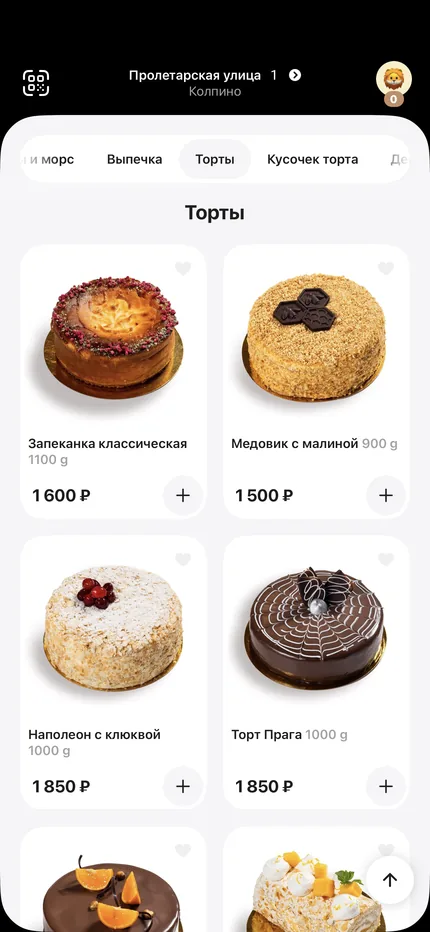 Пролетарская улица 1
Колпино
0
и морс Выпечка Торты Кусочек торта Де
Торты
Запеканка классическая
1100 g
1 600 ₽
Медовик с малиной 900 g
1 500 ₽
Наполеон с клюквой
1000 g
1 850 ₽
Торт Прага 1000 g
1 850 ₽